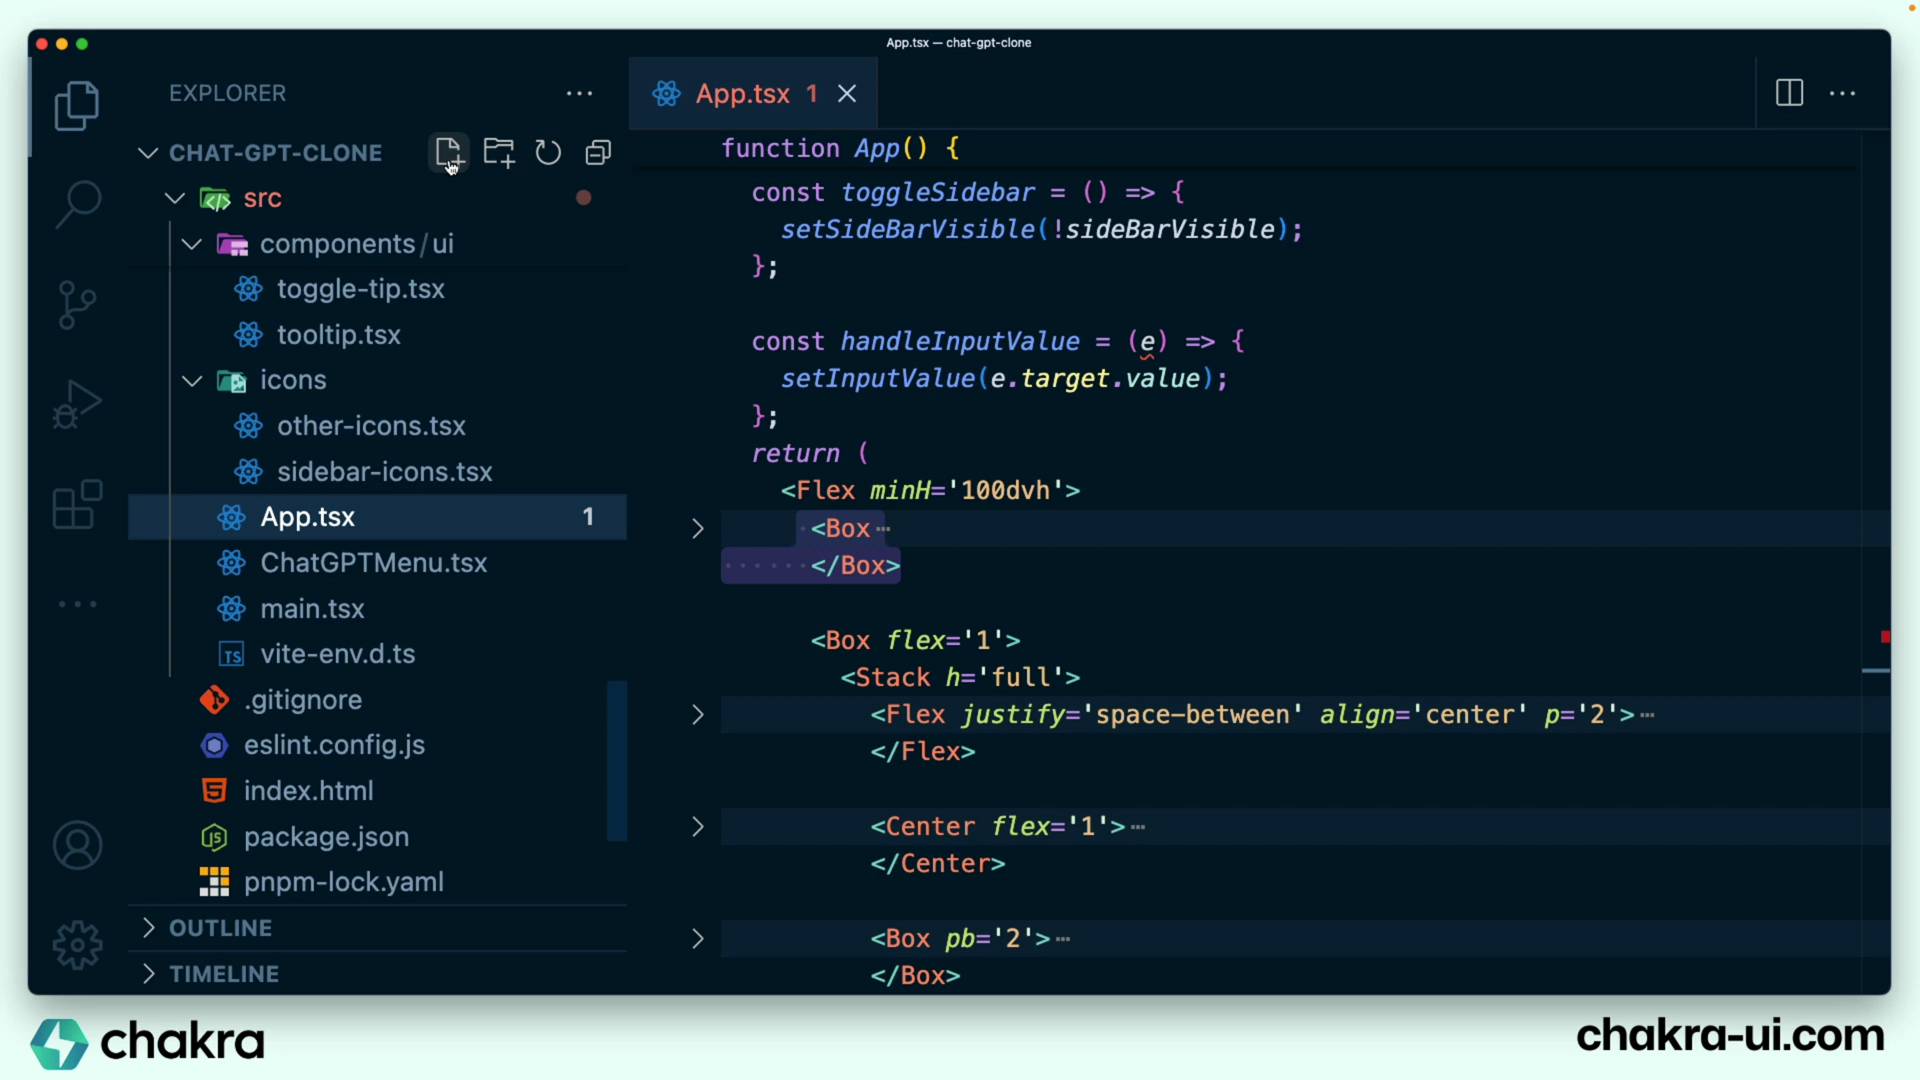 App.tsx — chat-gpt-clone
EXPLORER
CHAT-GPT-CLONE
src
components/ui
toggle-tip.tsx
tooltip.tsx
icons
other-icons.tsx
sidebar-icons.tsx
App.tsx 1
ChatGPTMenu.tsx
main.tsx
vite-env.d.ts
.gitignore
eslint.config.js
index.html
package.json
pnpm-lock.yaml
OUTLINE
TIMELINE
App.tsx 1
function App() {
const toggleSidebar = () => {
setSideBarVisible(!sideBarVisible);
};
const handleInputValue = (e) => {
setInputValue(e.target.value);
};
return (
<Flex minH='100dvh'>
<Box
</Box>
<Box flex='1'>
<Stack h='full'>
<Flex justify='space-between' align='center' p='2'>
</Flex>
<Center flex='1'>
</Center>
<Box pb='2'>
</Box>
chakra
chakra-ui.com